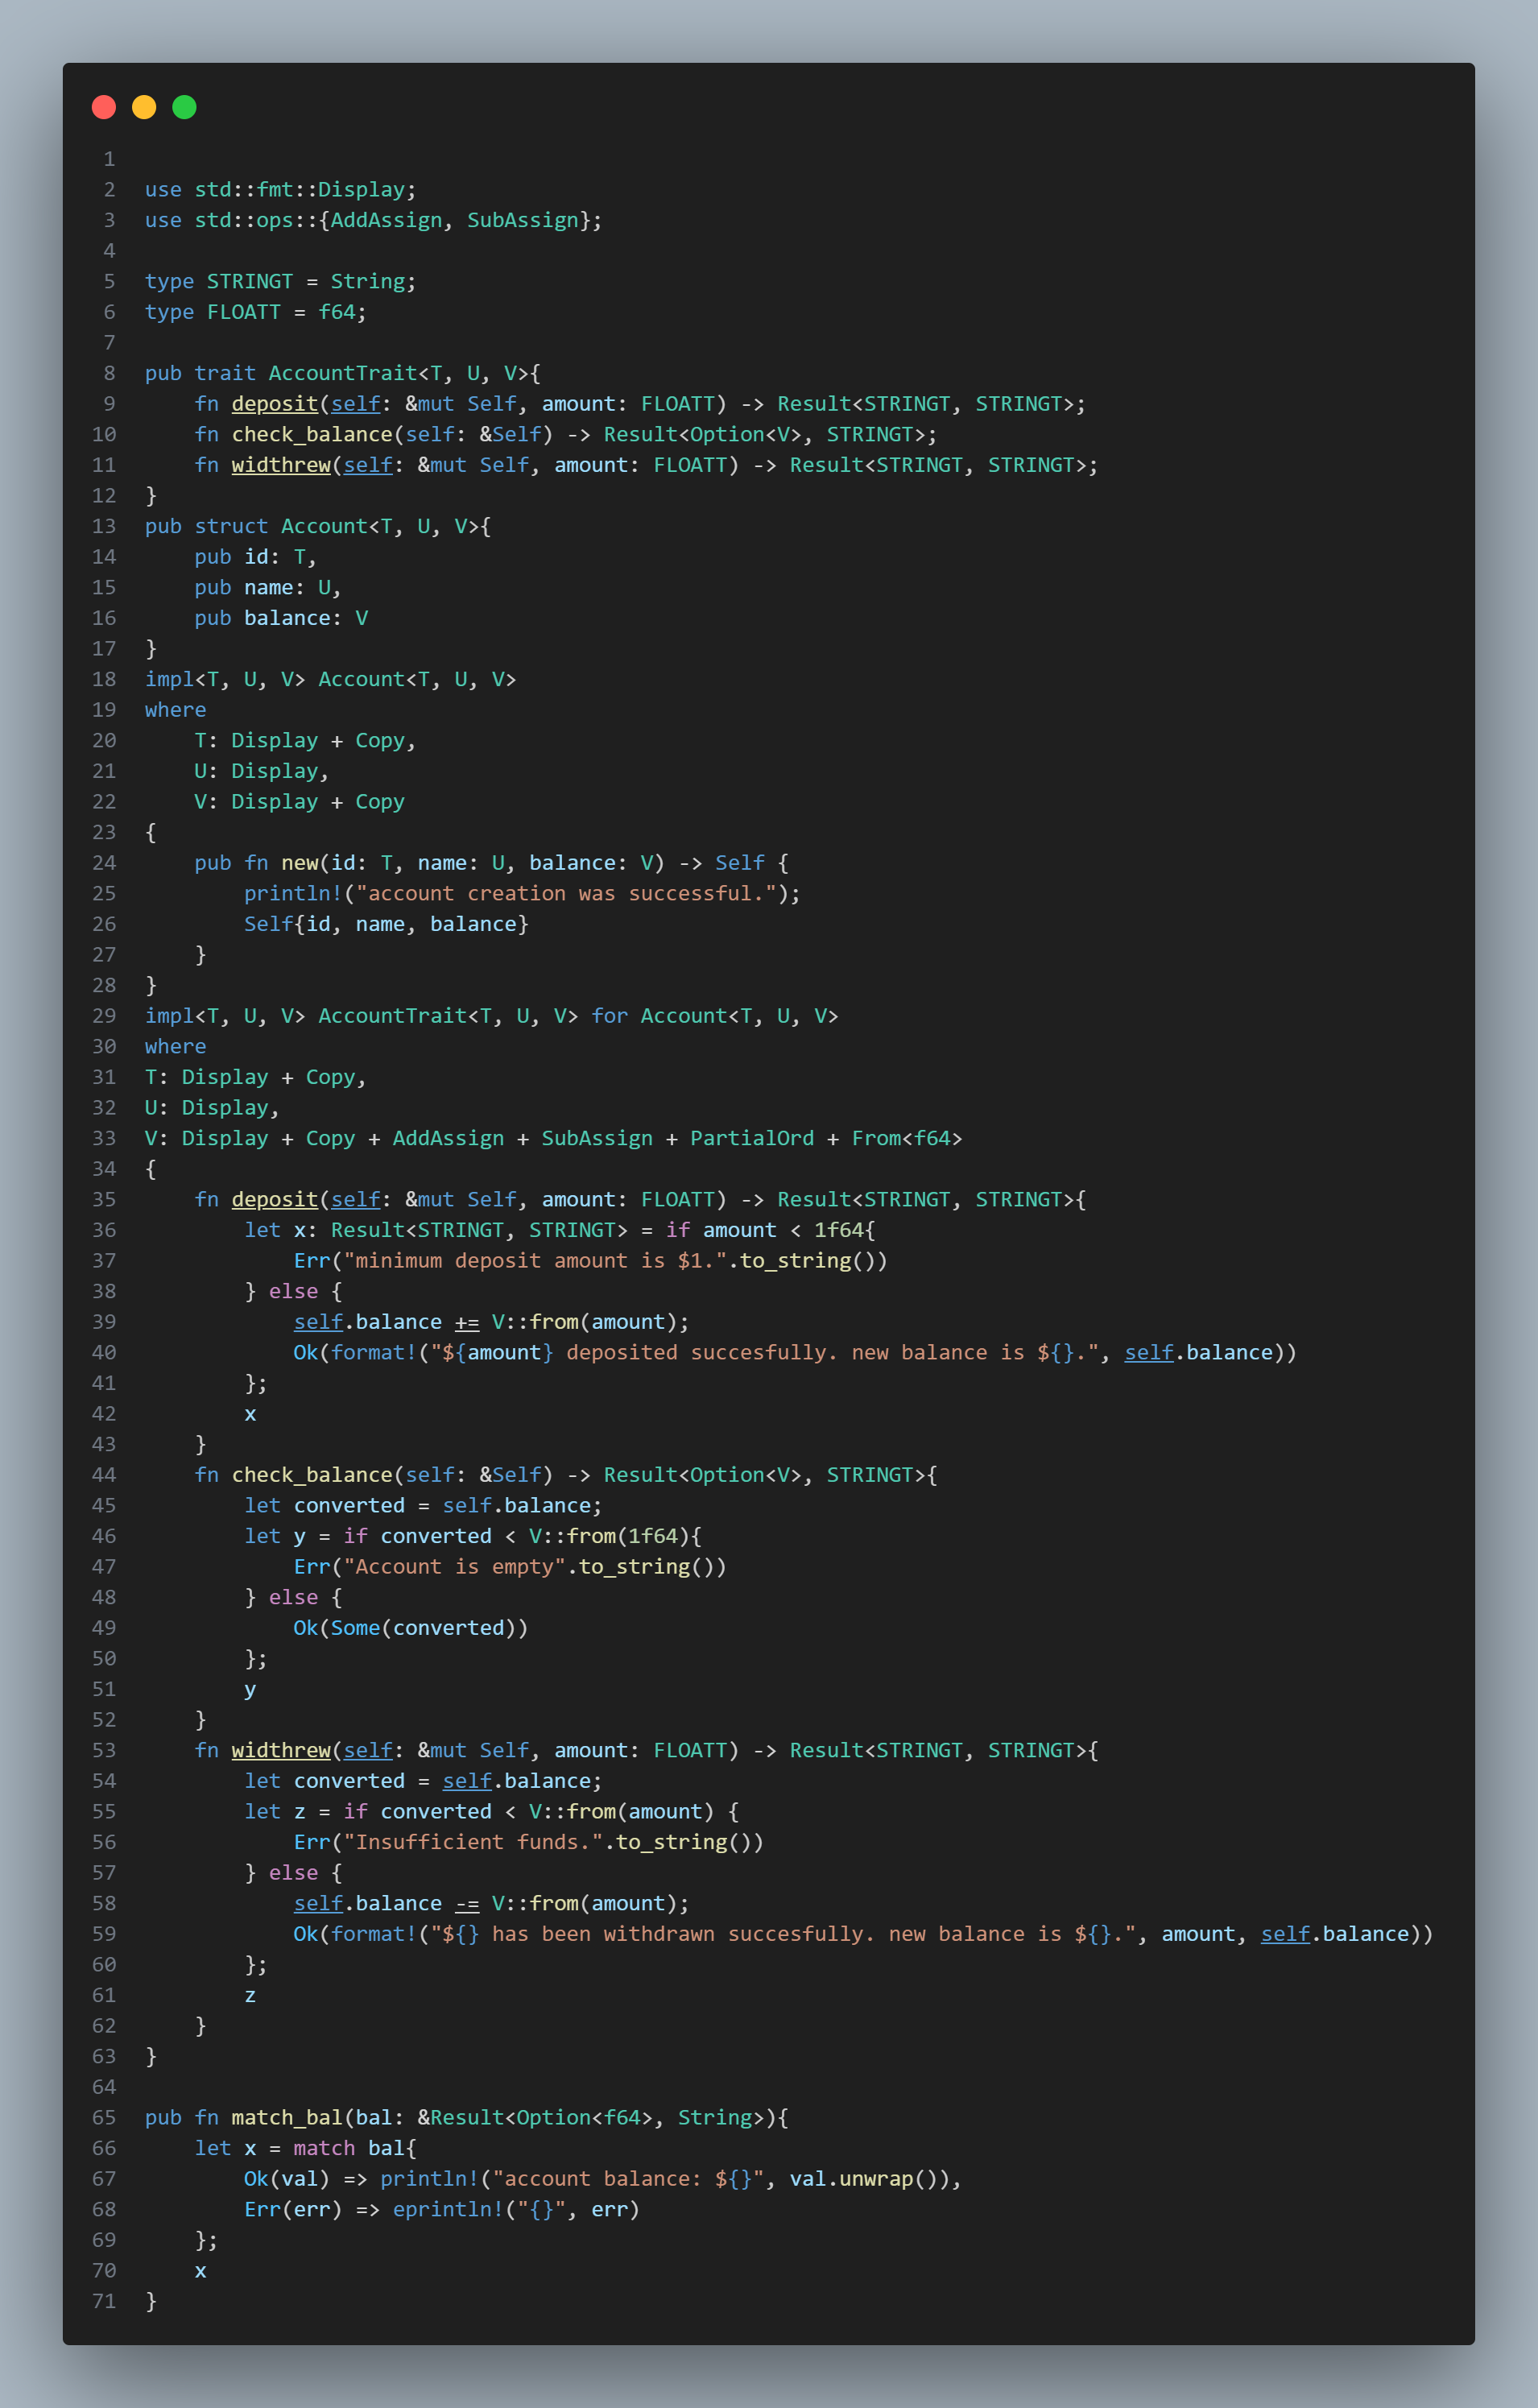 1
2 use std::fmt::Display;
3 use std::ops::{AddAssign, SubAssign};
4
5 type STRINGT = String;
6 type FLOATT = f64;
7
8 pub trait AccountTrait<T, U, V>{
9     fn deposit(self: &mut Self, amount: FLOATT) -> Result<STRINGT, STRINGT>;
10     fn check_balance(self: &Self) -> Result<Option<V>, STRINGT>;
11     fn widthrew(self: &mut Self, amount: FLOATT) -> Result<STRINGT, STRINGT>;
12 }
13 pub struct Account<T, U, V>{
14     pub id: T,
15     pub name: U,
16     pub balance: V
17 }
18 impl<T, U, V> Account<T, U, V>
19 where
20     T: Display + Copy,
21     U: Display,
22     V: Display + Copy
23 {
24     pub fn new(id: T, name: U, balance: V) -> Self {
25         println!("account creation was successful.");
26         Self{id, name, balance}
27     }
28 }
29 impl<T, U, V> AccountTrait<T, U, V> for Account<T, U, V>
30 where
31 T: Display + Copy,
32 U: Display,
33 V: Display + Copy + AddAssign + SubAssign + PartialOrd + From<f64>
34 {
35     fn deposit(self: &mut Self, amount: FLOATT) -> Result<STRINGT, STRINGT>{
36         let x: Result<STRINGT, STRINGT> = if amount < 1f64{
37             Err("minimum deposit amount is $1.".to_string())
38         } else {
39             self.balance += V::from(amount);
40             Ok(format!("${amount} deposited succesfully. new balance is ${}.", self.balance))
41         };
42         x
43     }
44     fn check_balance(self: &Self) -> Result<Option<V>, STRINGT>{
45         let converted = self.balance;
46         let y = if converted < V::from(1f64){
47             Err("Account is empty".to_string())
48         } else {
49             Ok(Some(converted))
50         };
51         y
52     }
53     fn widthrew(self: &mut Self, amount: FLOATT) -> Result<STRINGT, STRINGT>{
54         let converted = self.balance;
55         let z = if converted < V::from(amount) {
56             Err("Insufficient funds.".to_string())
57         } else {
58             self.balance -= V::from(amount);
59             Ok(format!("${} has been withdrawn succesfully. new balance is ${}.", amount, self.balance))
60         };
61         z
62     }
63 }
64
65 pub fn match_bal(bal: &Result<Option<f64>, String>){
66     let x = match bal{
67         Ok(val) => println!("account balance: ${}", val.unwrap()),
68         Err(err) => eprintln!("{}", err)
69     };
70     x
71 }